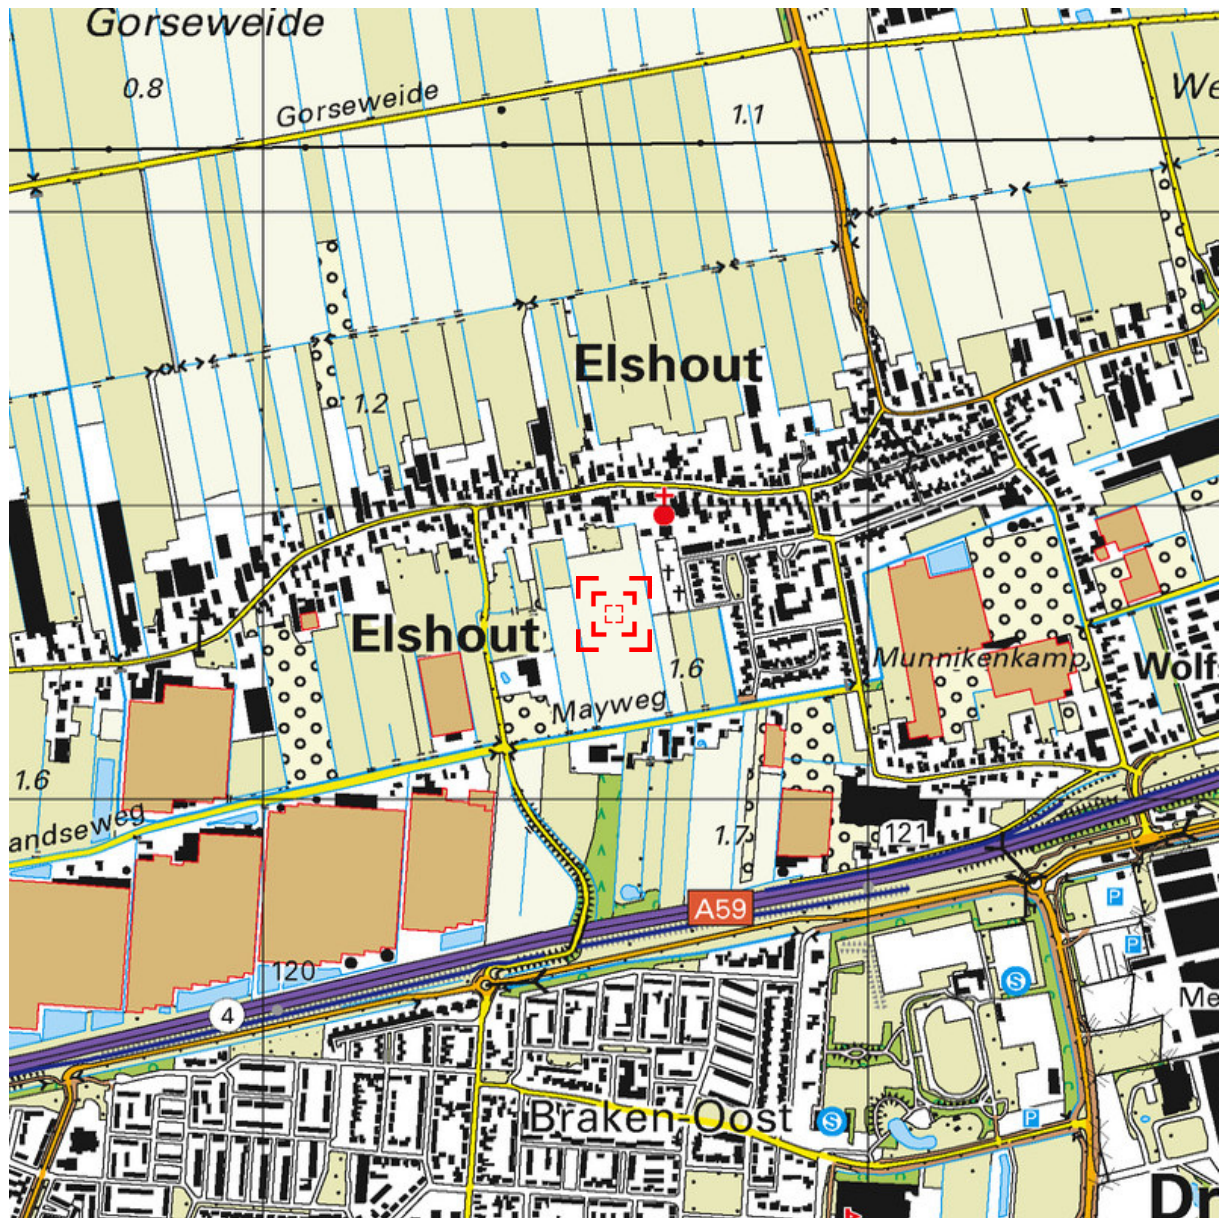 Gorseweide
0.8
Gorseweide
1.1
We
Elshout
1.2
Elshout
1.6
Mayweg
Munnikenkamp
Wolf
1.6
andseweg
1.7
121
A59
P
P
120
S
4
Me
P
Braken-Oost
S
Dr